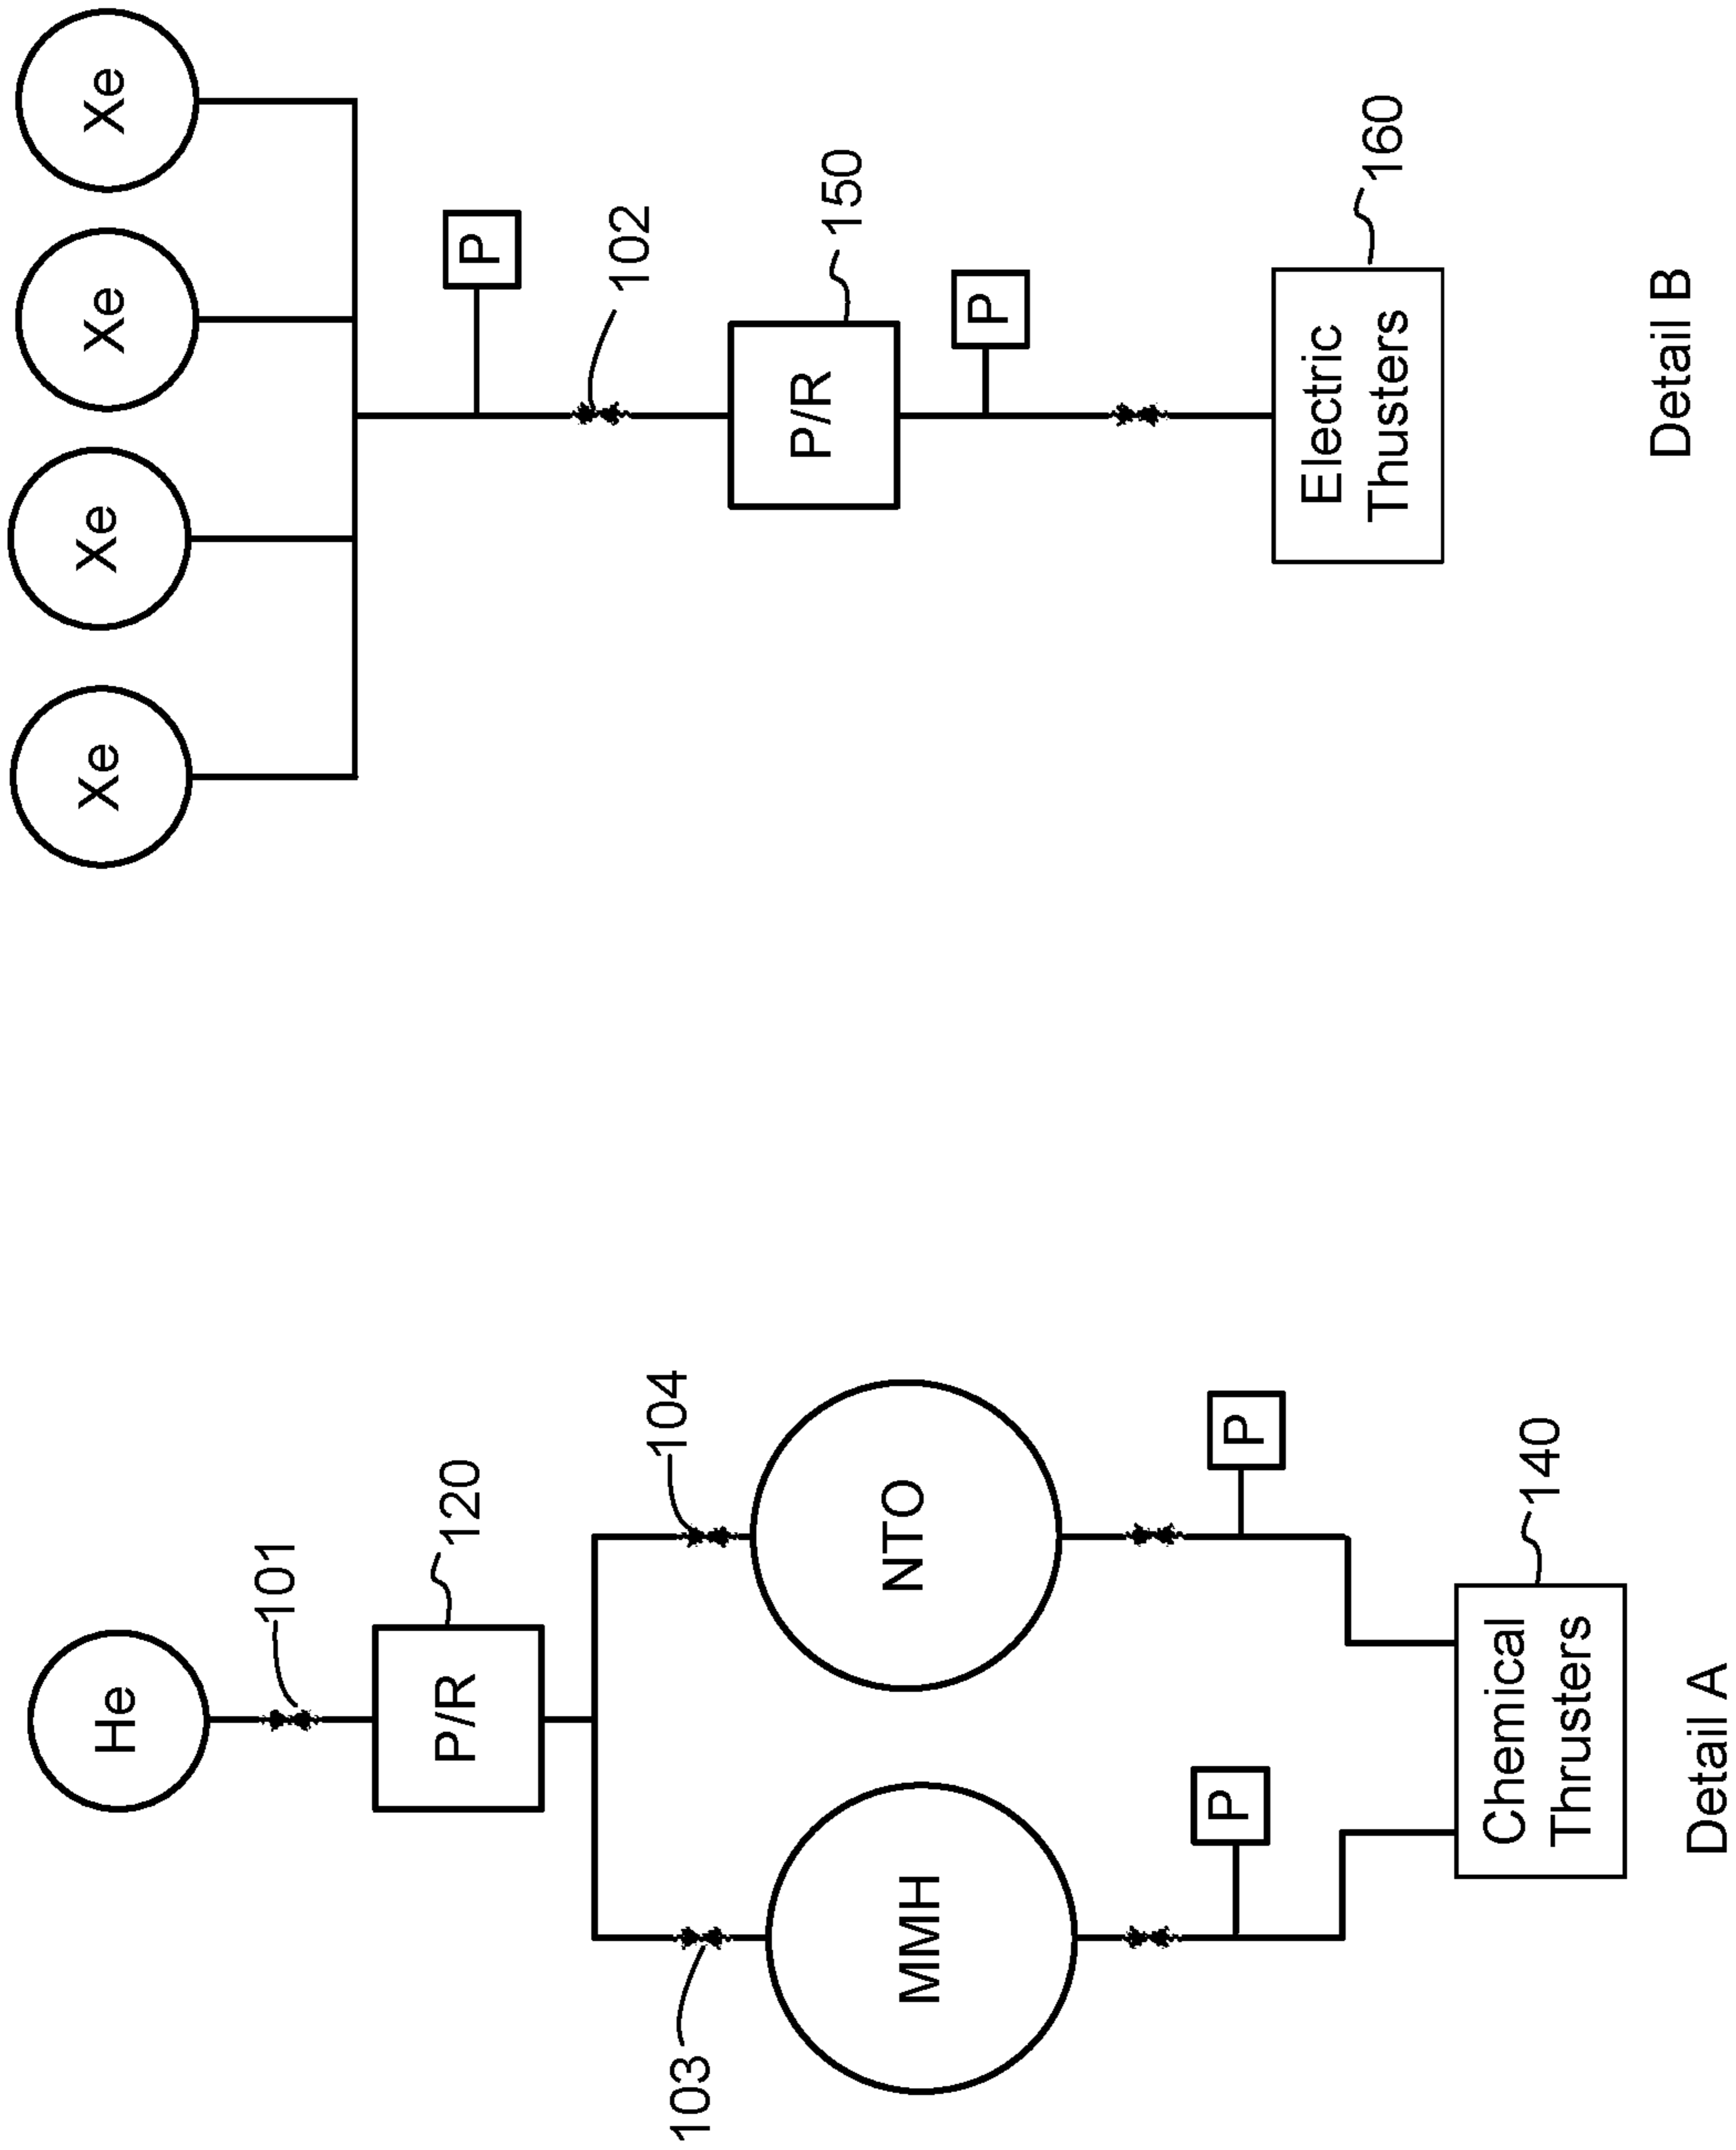 He
101
P/R
120
103
104
MMH
NTO
P
P
Chemical
Thrusters
140
Detail A
Xe
Xe
Xe
Xe
P
102
P/R
150
P
Electric
Thusters
160
Detail B